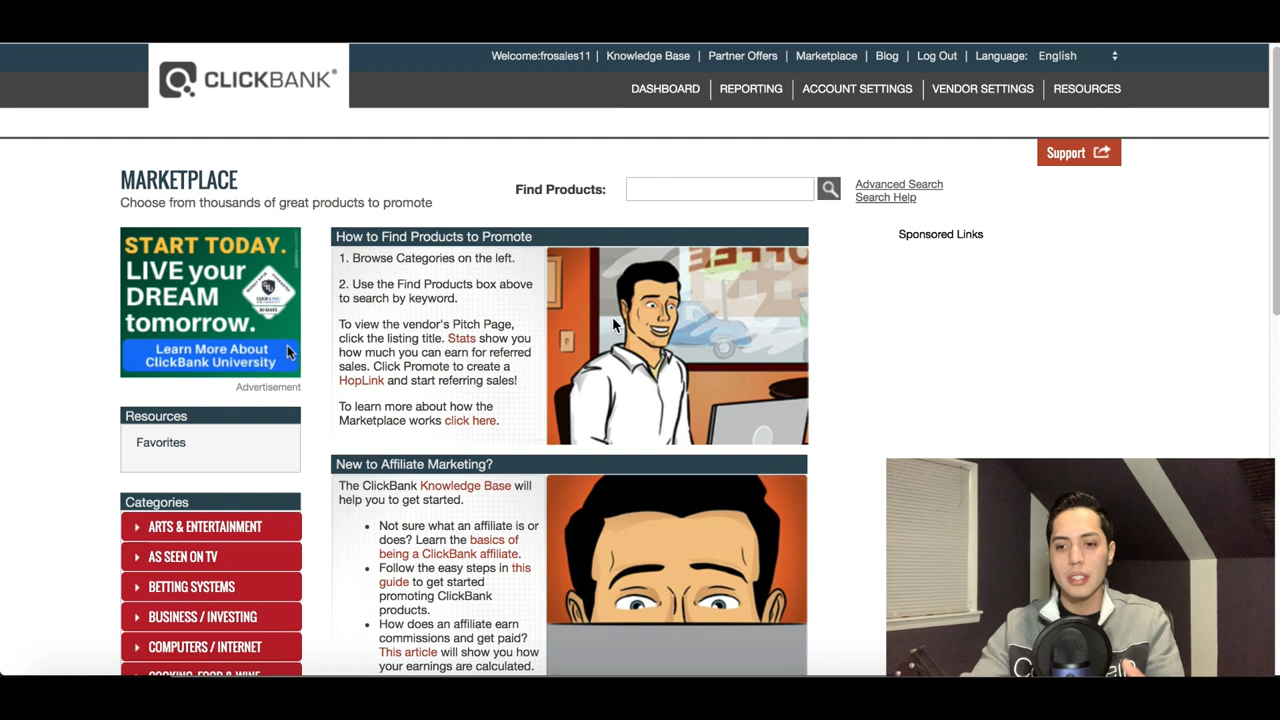 Welcome:frosales11 | Knowledge Base | Partner Offers | Marketplace | Blog | Log Out | Language: English
CLICKBANK®
DASHBOARD | REPORTING | ACCOUNT SETTINGS | VENDOR SETTINGS | RESOURCES
Support
MARKETPLACE
Choose from thousands of great products to promote
Find Products:
Advanced Search
Search Help
START TODAY.
LIVE your
DREAM
tomorrow.
Learn More About
ClickBank University
Advertisement
Resources
Favorites
Categories
ARTS & ENTERTAINMENT
AS SEEN ON TV
BETTING SYSTEMS
BUSINESS / INVESTING
COMPUTERS / INTERNET
COOKING, FOOD & WINE
How to Find Products to Promote
1. Browse Categories on the left.
2. Use the Find Products box above
to search by keyword.
To view the vendor's Pitch Page,
click the listing title. Stats show you
how much you can earn for referred
sales. Click Promote to create a
HopLink and start referring sales!
To learn more about how the
Marketplace works click here.
COFFEE
New to Affiliate Marketing?
The ClickBank Knowledge Base will
help you to get started.
• Not sure what an affiliate is or
does? Learn the basics of
being a ClickBank affiliate.
• Follow the easy steps in this
guide to get started
promoting ClickBank
products.
• How does an affiliate earn
commissions and get paid?
This article will show you how
your earnings are calculated.
Sponsored Links